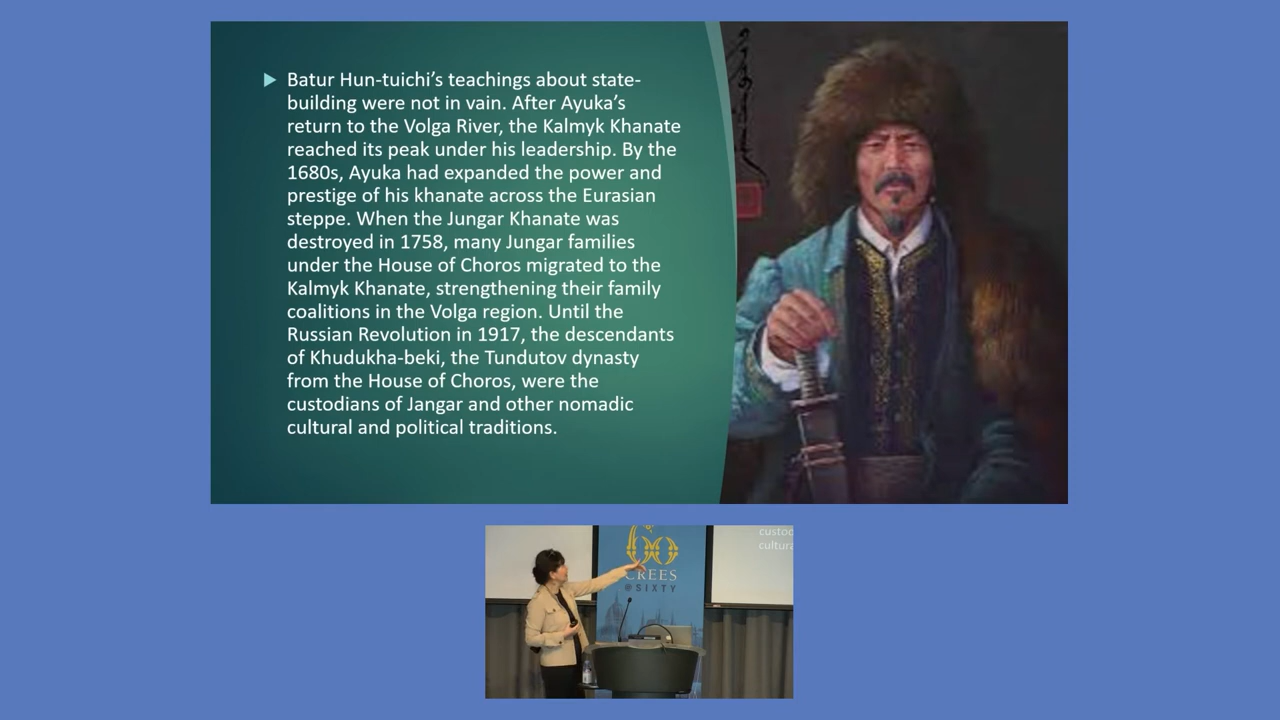 Batur Hun-tuichi’s teachings about state-
building were not in vain. After Ayuka’s
return to the Volga River, the Kalmyk Khanate
reached its peak under his leadership. By the
1680s, Ayuka had expanded the power and
prestige of his khanate across the Eurasian
steppe. When the Jungar Khanate was
destroyed in 1758, many Jungar families
under the House of Choros migrated to the
Kalmyk Khanate, strengthening their family
coalitions in the Volga region. Until the
Russian Revolution in 1917, the descendants
of Khudukha-beki, the Tundutov dynasty
from the House of Choros, were the
custodians of Jangar and other nomadic
cultural and political traditions.
60
CREES
@SIXTY
custod
cultura